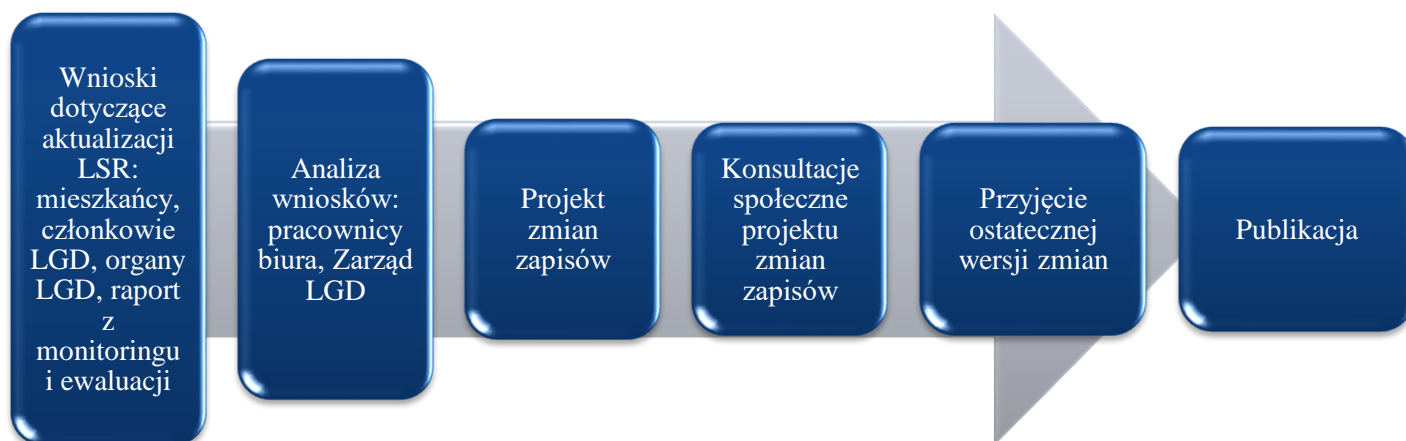 Wnioski
dotyczące
aktualizacji
LSR:
mieszkańcy,
członkowie
LGD, organy
LGD, raport
z
monitoringu
i ewaluacji
Analiza
wniosków:
pracownicy
biura, Zarząd
LGD
Projekt
zmian
zapisów
Konsultacje
społeczne
projektu
zmian
zapisów
Przyjęcie
ostatecznej
wersji zmian
Publikacja